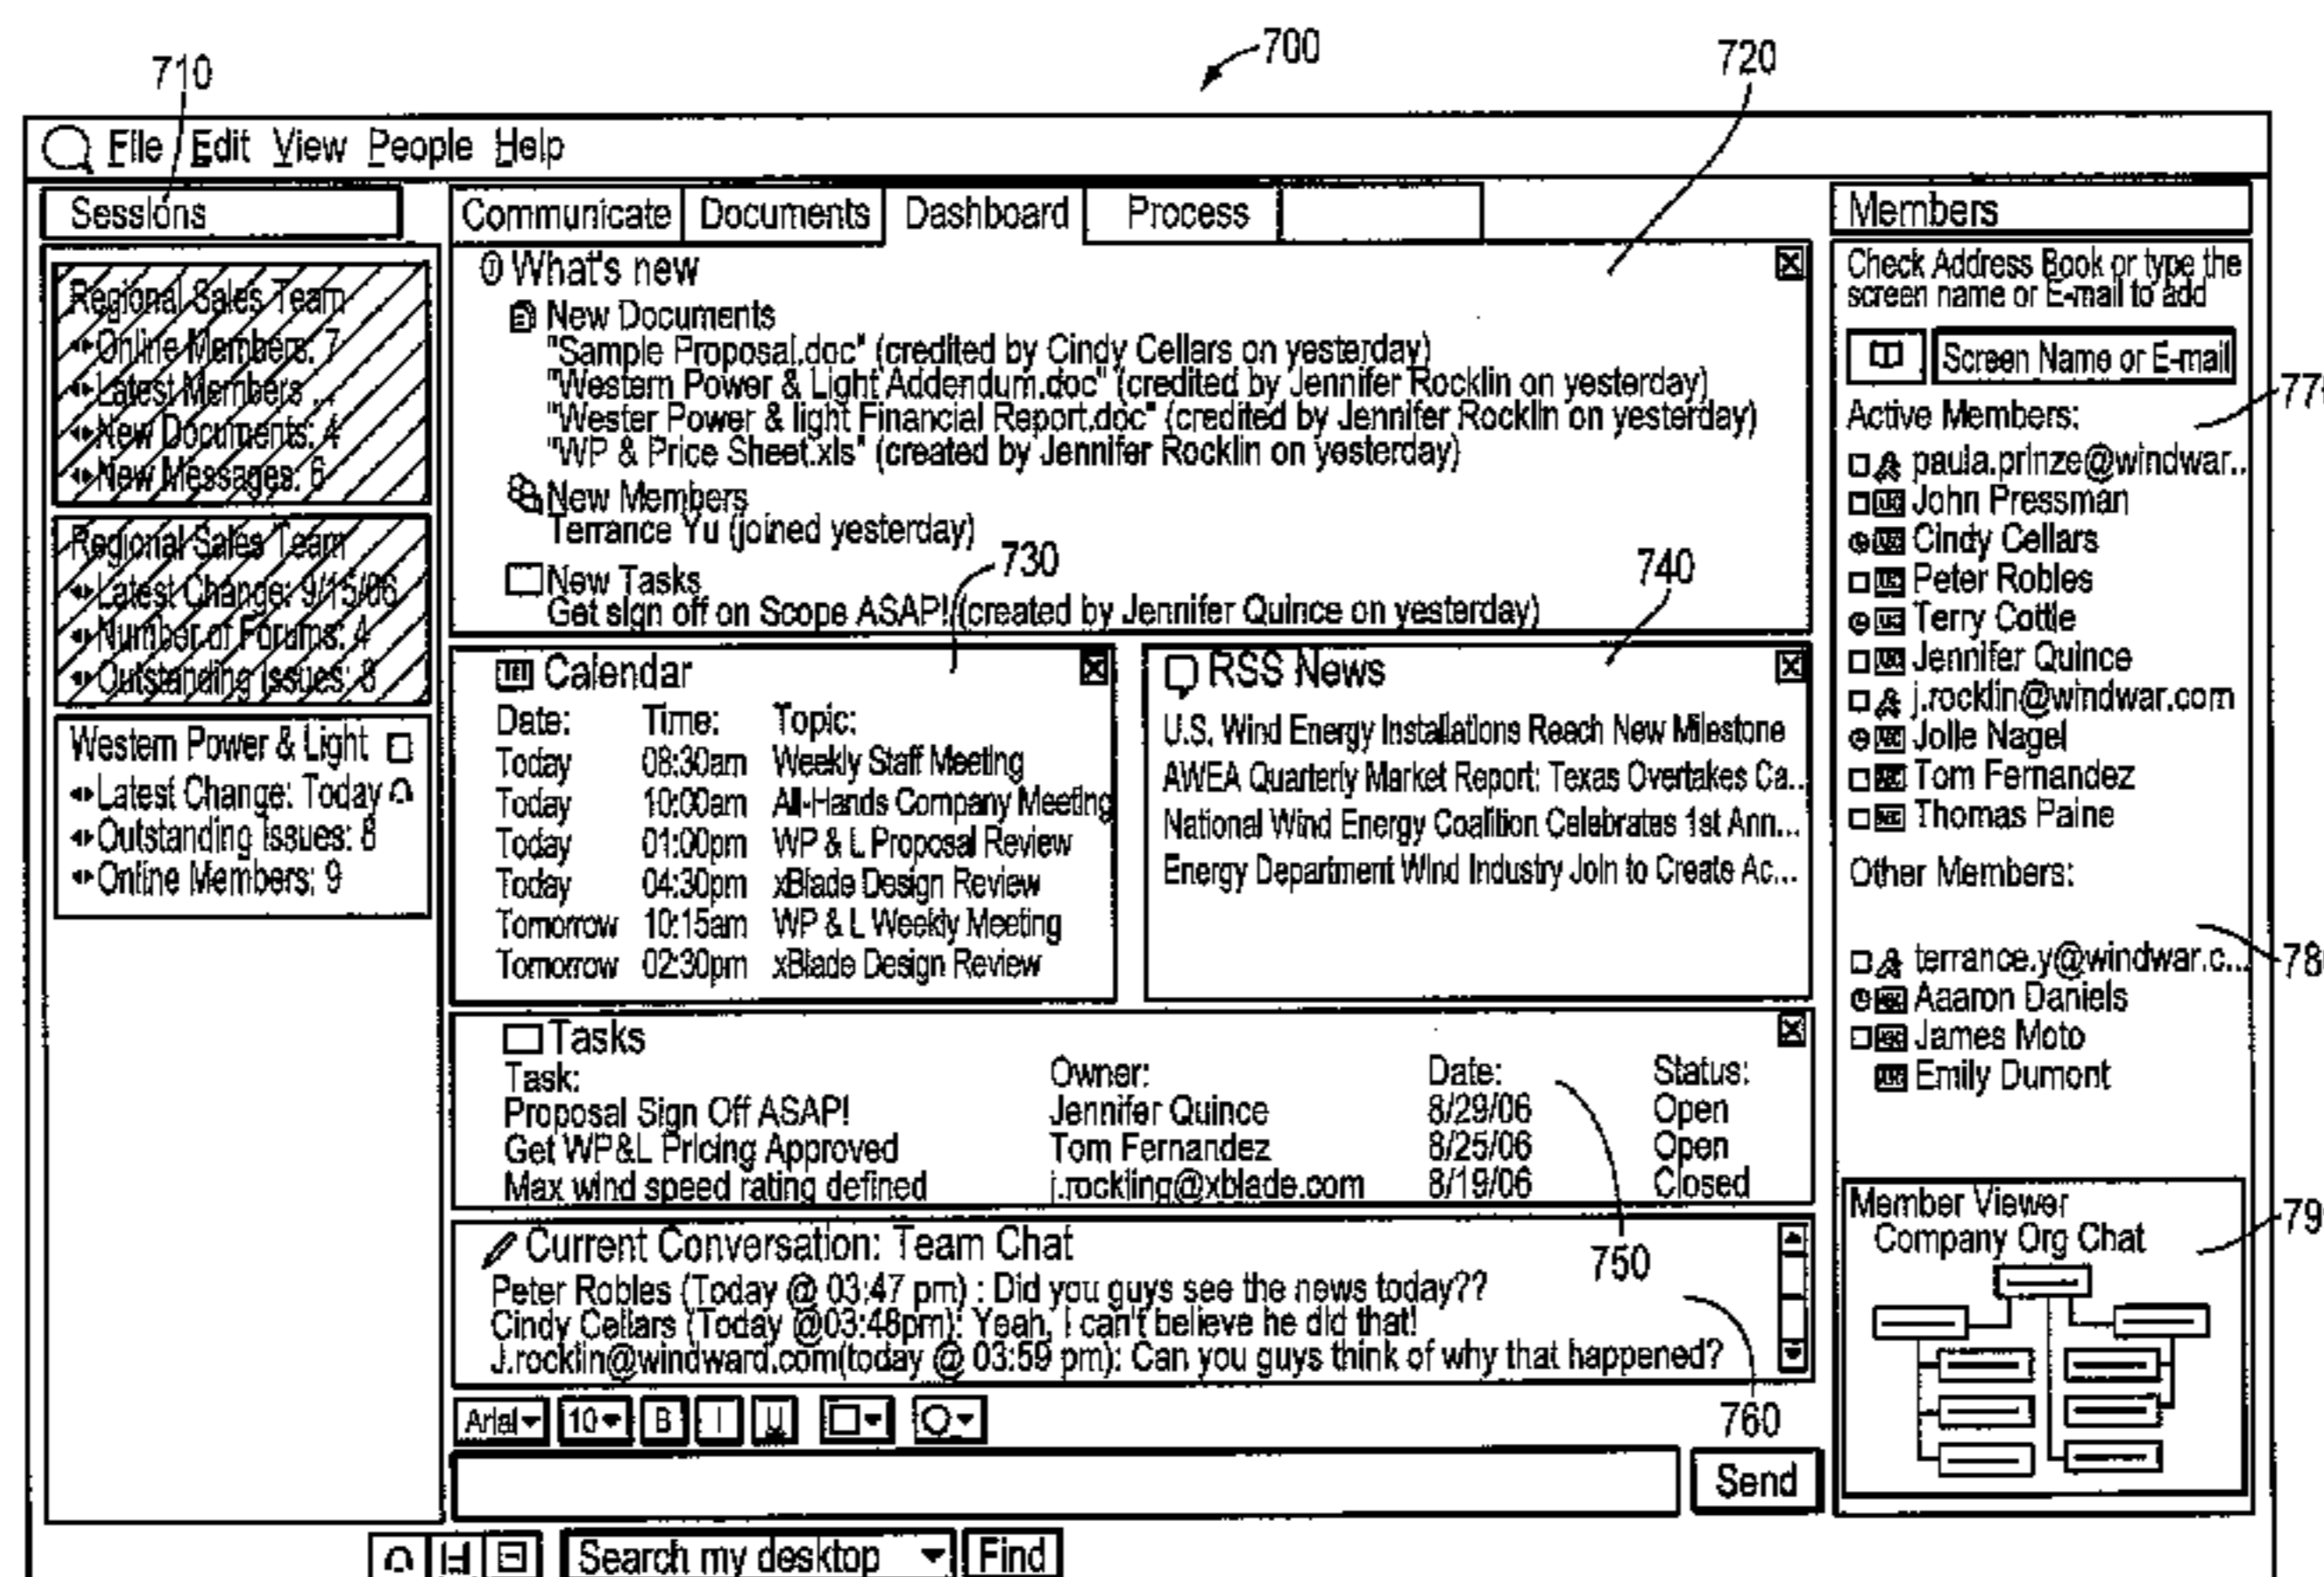 700
710
720
File Edit View People Help
Sessions
Regional Sales Team
Online Members: 7
Latest Members
New Documents: 4
New Messages: 6
Regional Sales Team
Latest Change: 9/15/06
Number of Forums: 4
Outstanding Issues: 8
Western Power & Light
Latest Change: Today
Outstanding Issues: 8
Online Members: 9
Communicate Documents Dashboard Process
What's new
New Documents
"Sample Proposal.doc" (credited by Cindy Cellars on yesterday)
"Western Power & Light Addendum.doc" (credited by Jennifer Rocklin on yesterday)
"Wester Power & light Financial Report.doc" (credited by Jennifer Rocklin on yesterday)
"WP & Price Sheet.xls" (created by Jennifer Rocklin on yesterday)
New Members
Terrance Yu (joined yesterday)
New Tasks
Get sign off on Scope ASAP! (created by Jennifer Quince on yesterday)
730
740
Calendar
Date: Time: Topic:
Today 08:30am Weekly Staff Meeting
Today 10:00am All-Hands Company Meeting
Today 01:00pm WP & L Proposal Review
Today 04:30pm xBlade Design Review
Tomorrow 10:15am WP & L Weekly Meeting
Tomorrow 02:30pm xBlade Design Review
RSS News
U.S. Wind Energy Installations Reach New Milestone
AWEA Quarterly Market Report: Texas Overtakes Ca...
National Wind Energy Coalition Celebrates 1st Ann...
Energy Department Wind Industry Join to Create Ac...
Tasks
Task: Owner: Date: Status:
Proposal Sign Off ASAP! Jennifer Quince 8/29/06 Open
Get WP&L Pricing Approved Tom Fernandez 8/25/06 Open
Max wind speed rating defined j.rockling@xblade.com 8/19/06 Closed
750
Current Conversation: Team Chat
Peter Robles (Today @ 03:47 pm) : Did you guys see the news today??
Cindy Cellars (Today @03:48pm): Yeah, I can't believe he did that!
J.rocklin@windward.com(today @ 03:59 pm): Can you guys think of why that happened?
760
Arial 10 B I U
Send
Search my desktop Find
Members
Check Address Book or type the
screen name or E-mail to add
Screen Name or E-mail
77
Active Members:
paula.prinze@windwar..
John Pressman
Cindy Cellars
Peter Robles
Terry Cottle
Jennifer Quince
j.rocklin@windwar.com
Jolle Nagel
Tom Fernandez
Thomas Paine
Other Members:
78
terrance.y@windwar.c...
Aaaron Daniels
James Moto
Emily Dumont
Member Viewer
Company Org Chat
79